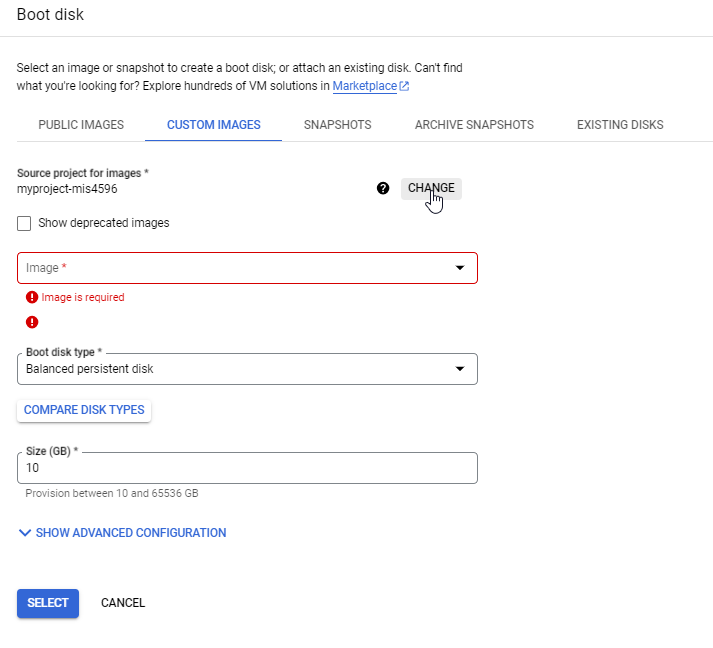 Boot disk
Select an image or snapshot to create a boot disk; or attach an existing disk. Can't find
what you're looking for? Explore hundreds of VM solutions in Marketplace
PUBLIC IMAGES CUSTOM IMAGES SNAPSHOTS ARCHIVE SNAPSHOTS EXISTING DISKS
Source project for images *
myproject-mis4596 CHANGE
Show deprecated images
Image *
Image is required
Boot disk type *
Balanced persistent disk
COMPARE DISK TYPES
Size (GB) *
10
Provision between 10 and 65536 GB
SHOW ADVANCED CONFIGURATION
SELECT CANCEL